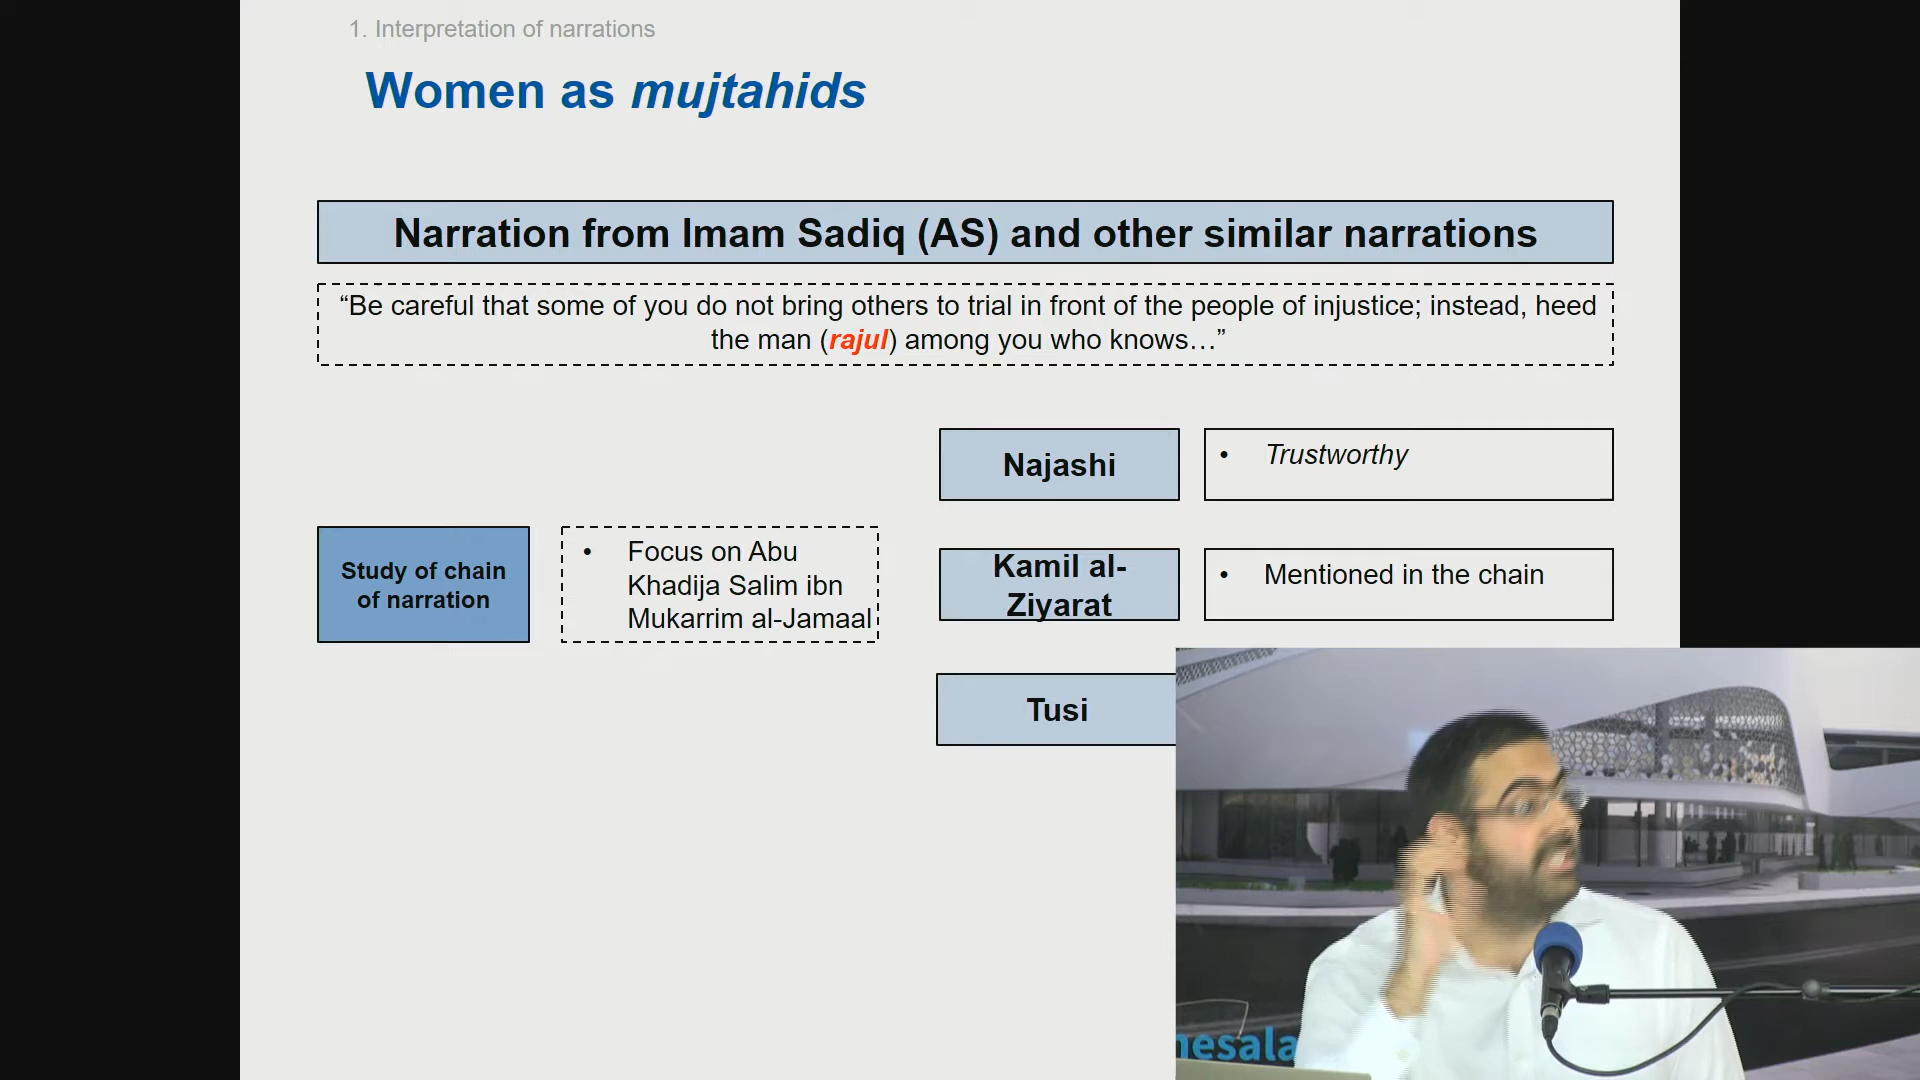 1. Interpretation of narrations
Women as mujtahids
Narration from Imam Sadiq (AS) and other similar narrations
“Be careful that some of you do not bring others to trial in front of the people of injustice; instead, heed
the man (rajul) among you who knows…”
Najashi
• Trustworthy
Study of chain
of narration
• Focus on Abu
Khadija Salim ibn
Mukarrim al-Jamaal
Kamil al-
Ziyarat
• Mentioned in the chain
Tusi